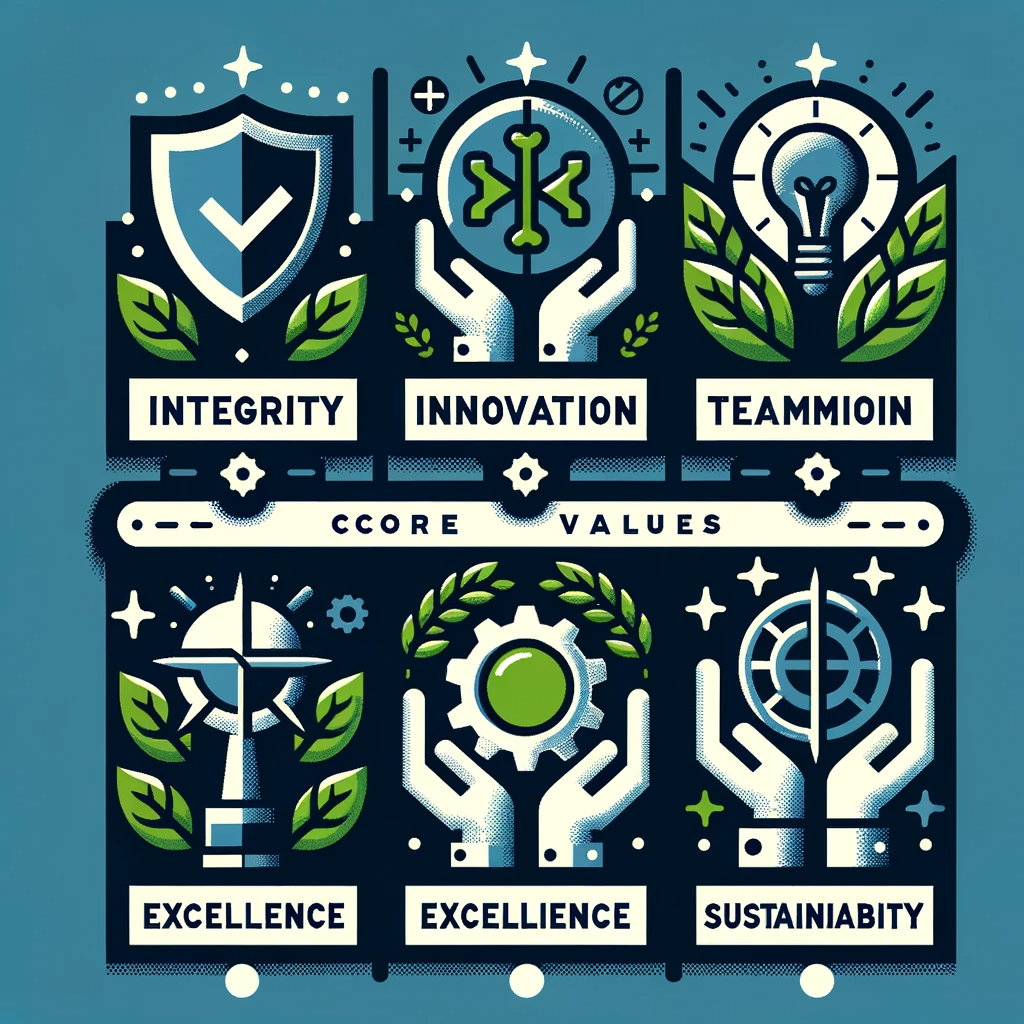 INTEGRITY
INNOVATION
TEAMMIOIN
CCORE VALUES
EXCELLENCE
EXCELLIENCE
SUSTAINIABITY